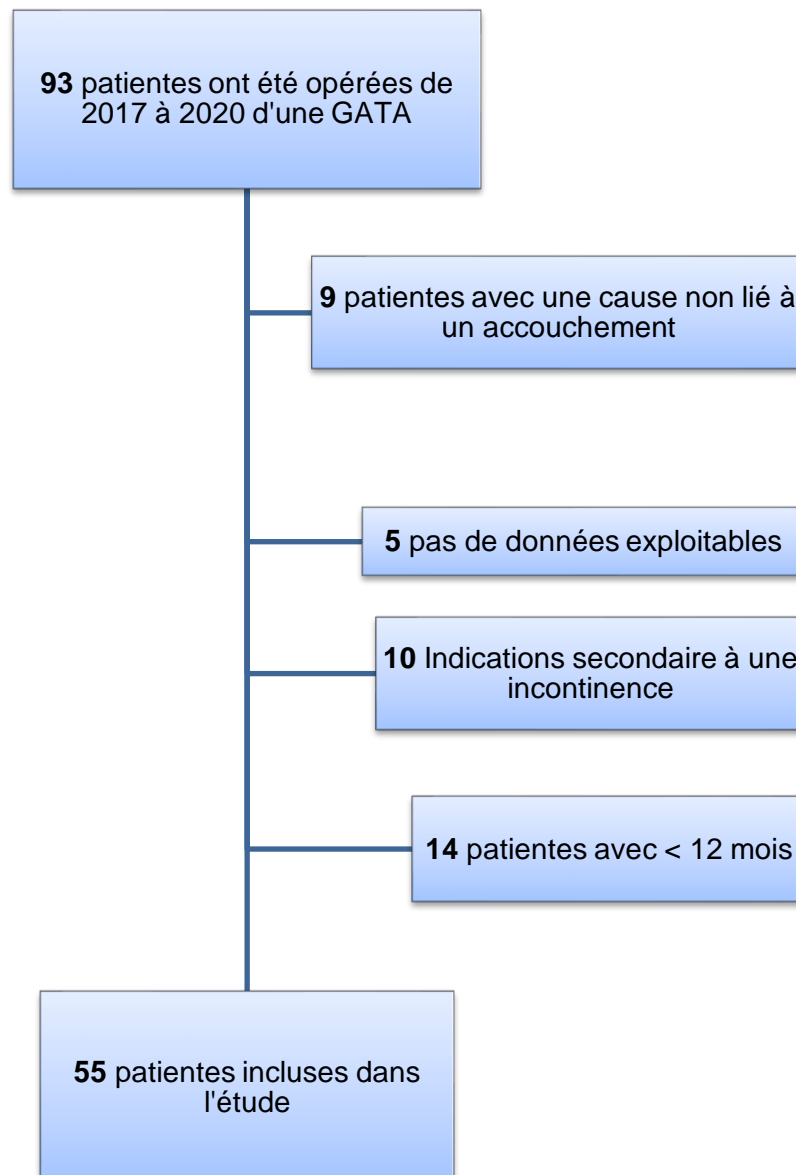 93 patientes ont été opérées de
2017 à 2020 d'une GATA
9 patientes avec une cause non lié à
un accouchement
5 pas de données exploitables
10 Indications secondaire à une
incontinence
14 patientes avec < 12 mois
55 patientes incluses dans
l'étude